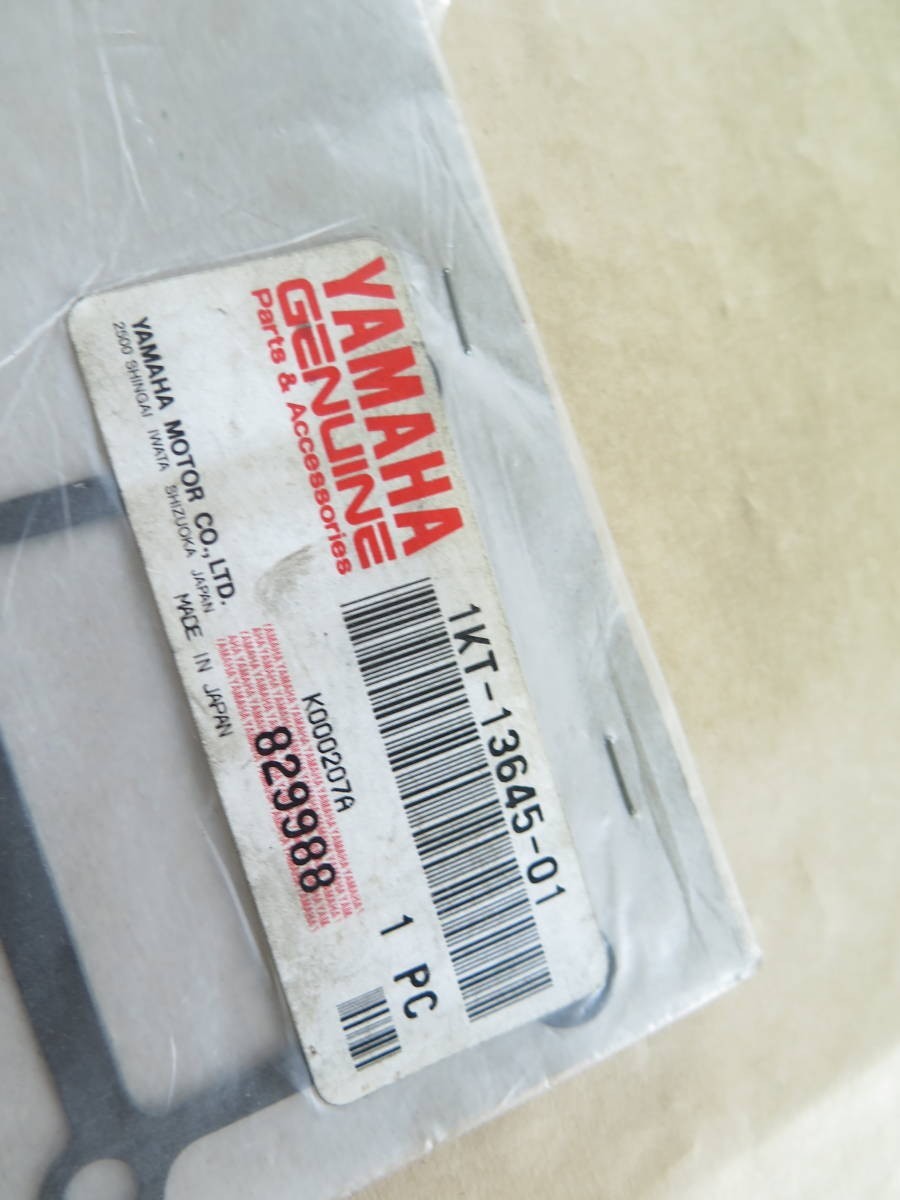 YAMAHA
GENUINE
Parts & Accessories
1KT-13645-01
1 PC
K000207A
829988
YAMAHA MOTOR CO., LTD.
2500 SHINGAI IWATA SHIZUOKA JAPAN
MADE IN JAPAN